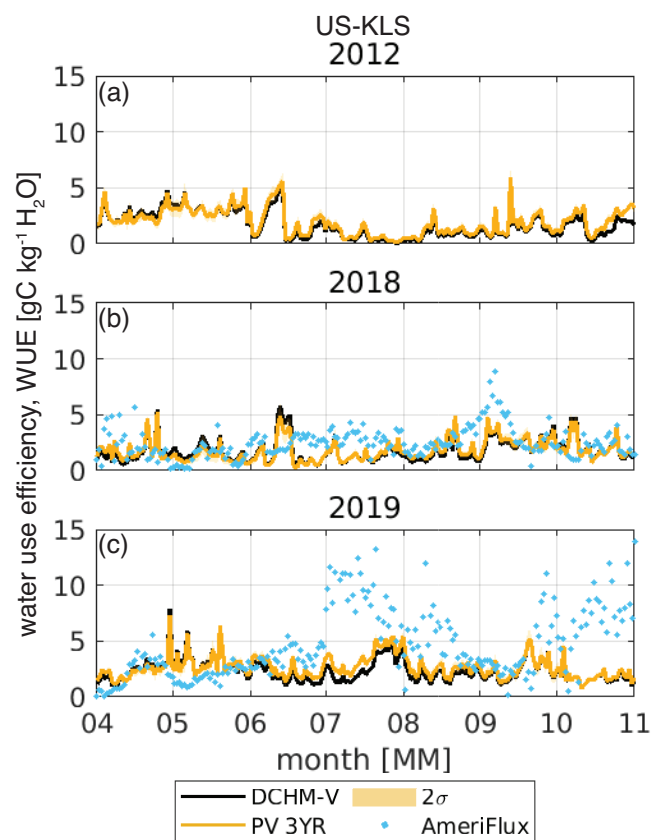 US-KLS
2012
(a)
15
10
5
0
2018
(b)
15
10
5
0
2019
(c)
15
10
5
0
04 05 06 07 08 09 10 11
month [MM]
water use efficiency, WUE [gC kg⁻¹ H₂O]
DCHM-V 2σ
PV 3YR AmeriFlux